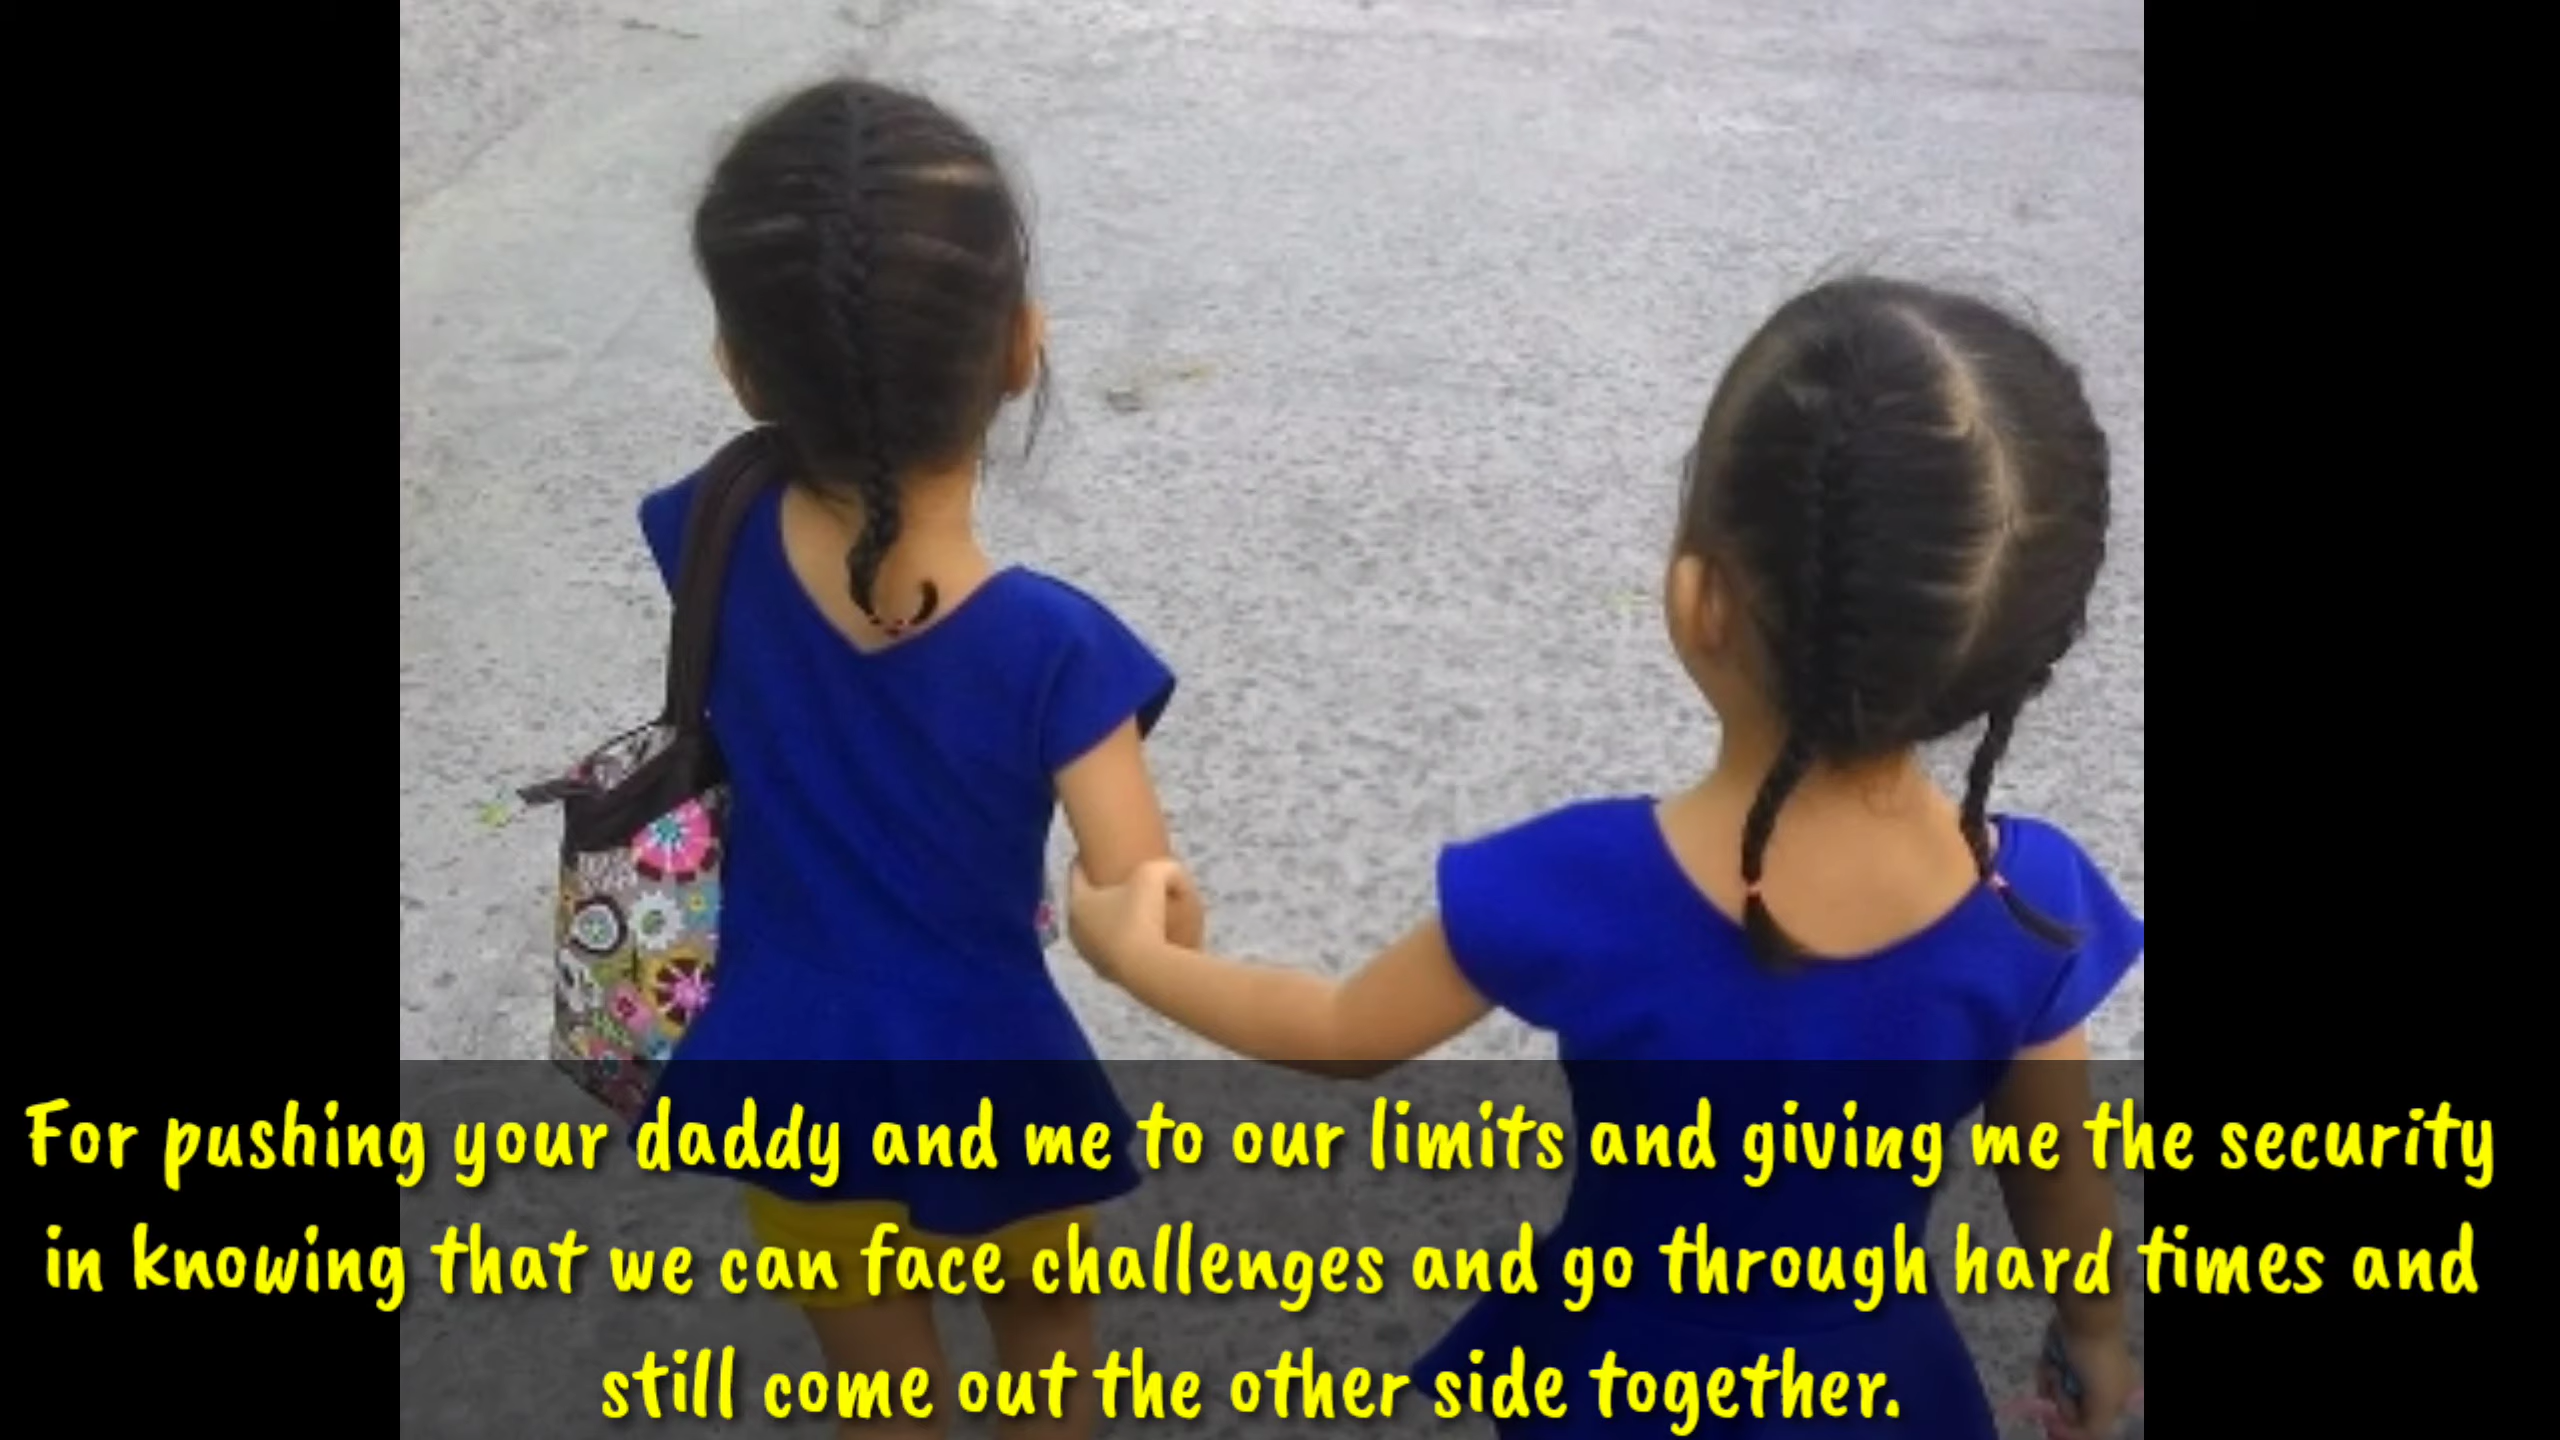 For pushing your daddy and me to our limits and giving me the security
in knowing that we can face challenges and go through hard times and
still come out the other side together.